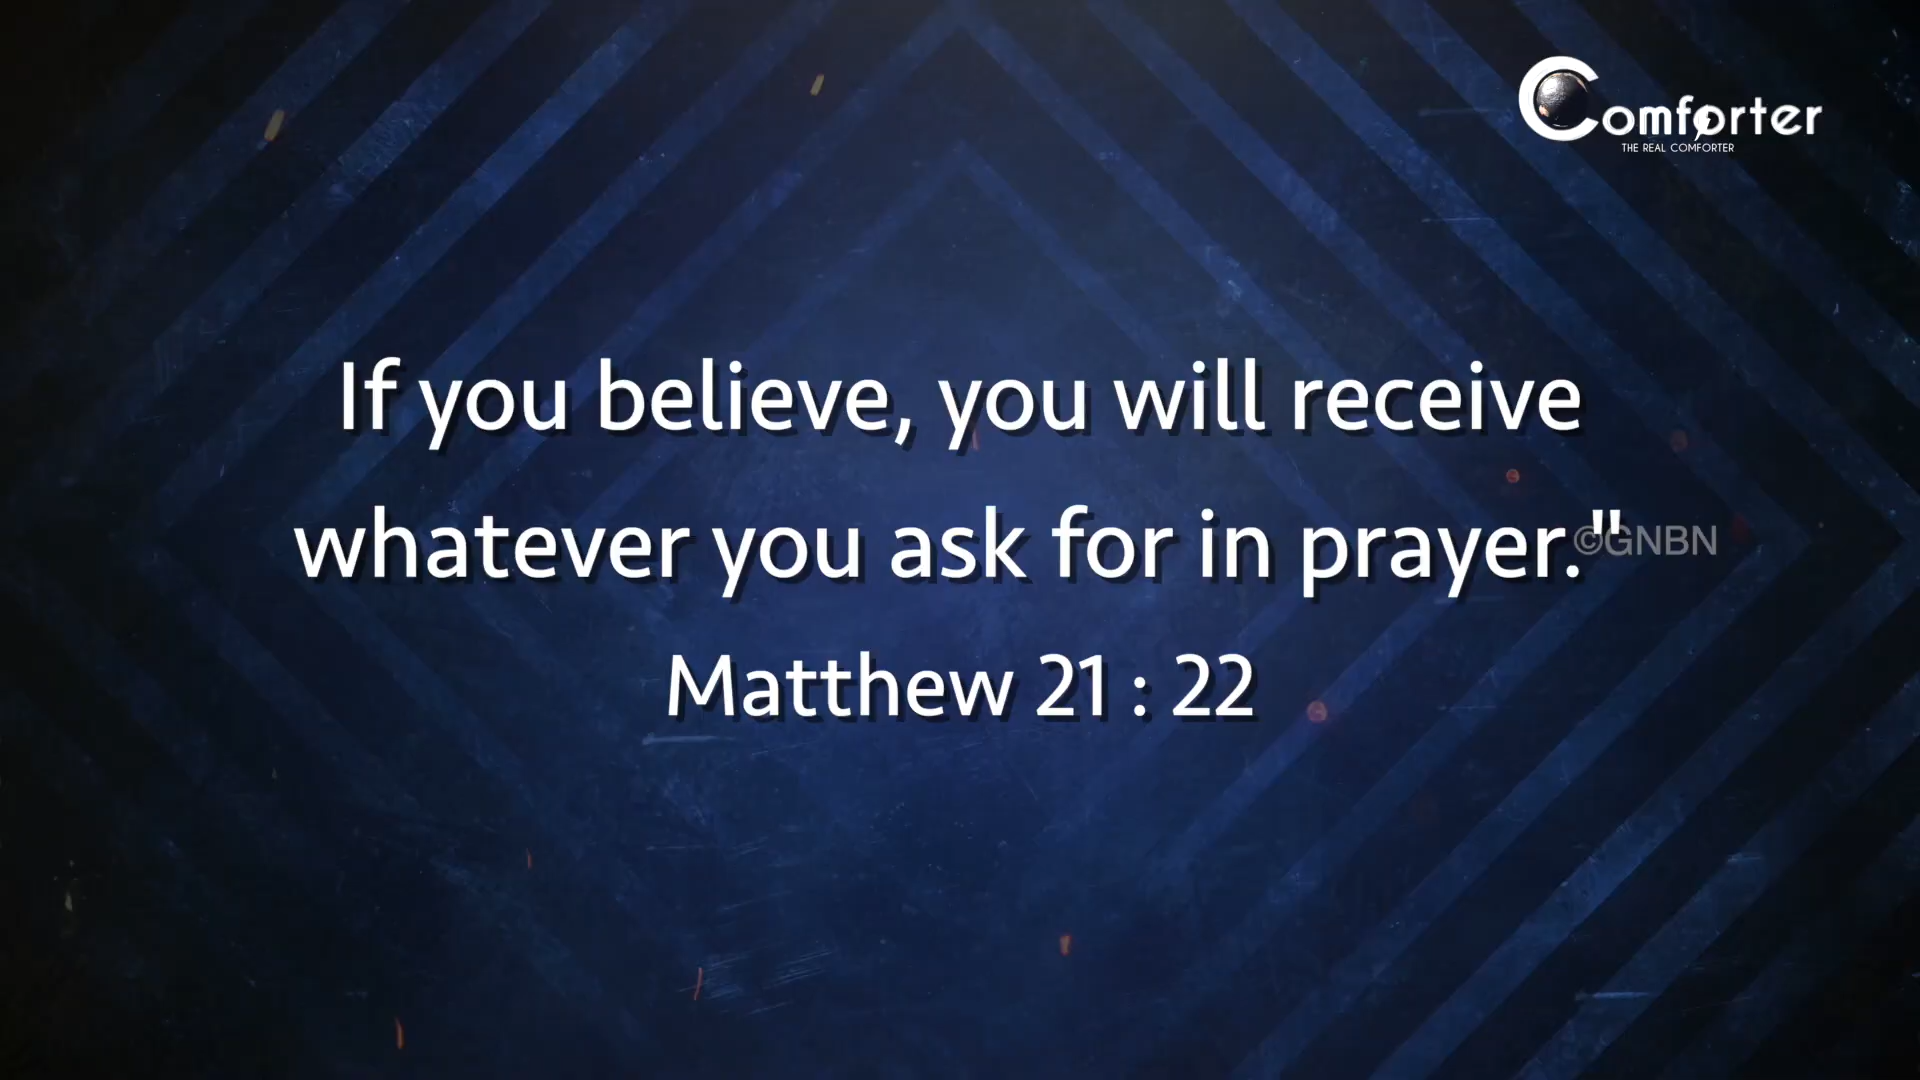 Comforter
THE REAL COMFORTER
If you believe, you will receive
whatever you ask for in prayer."
©GNBN
Matthew 21 : 22